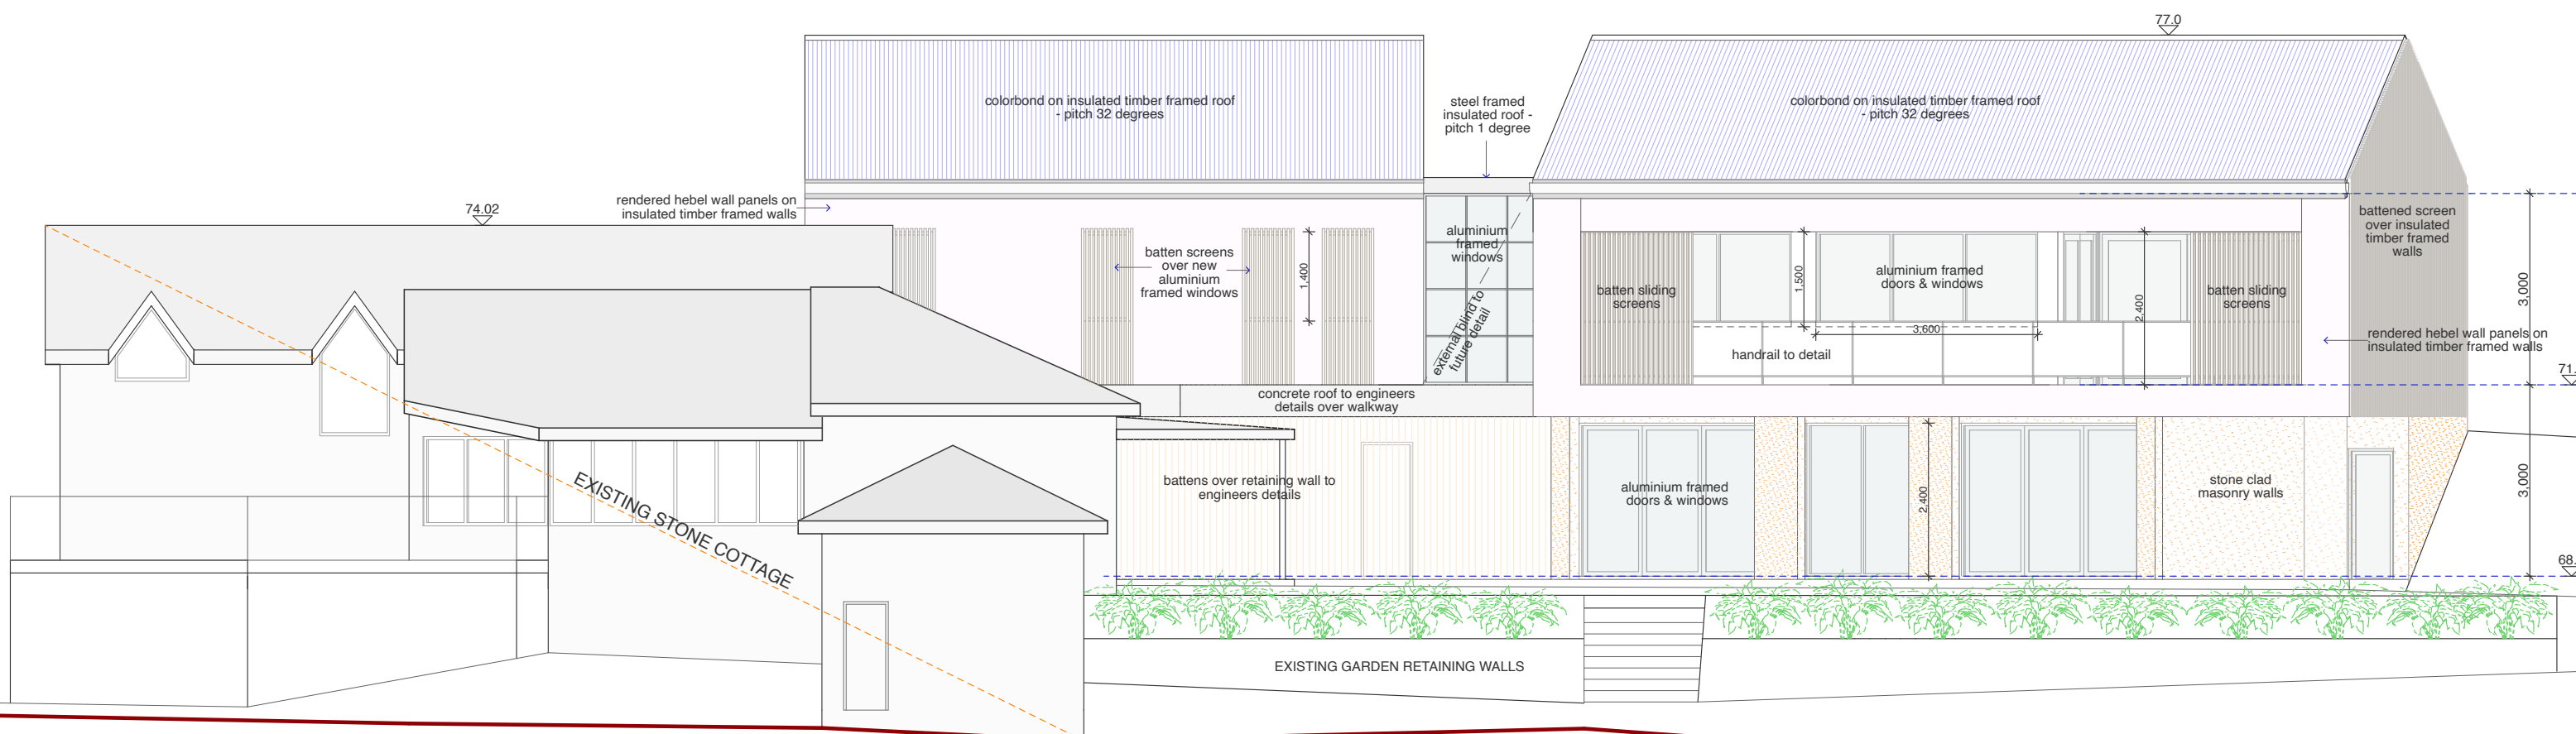 77.0
colorbond on insulated timber framed roof
- pitch 32 degrees
steel framed
insulated roof -
pitch 1 degree
colorbond on insulated timber framed roof
- pitch 32 degrees
rendered hebel wall panels on
insulated timber framed walls
74.02
aluminium
framed
windows
battened screen
over insulated
timber framed
walls
batten screens
over new
aluminium
framed windows
1,400
external blind to
future detail
batten sliding
screens
1,500
aluminium framed
doors & windows
2,400
batten sliding
screens
3,000
3,600
handrail to detail
rendered hebel wall panels on
insulated timber framed walls
71.
concrete roof to engineers
details over walkway
EXISTING STONE COTTAGE
battens over retaining wall to
engineers details
aluminium framed
doors & windows
2,400
stone clad
masonry walls
3,000
68.
EXISTING GARDEN RETAINING WALLS